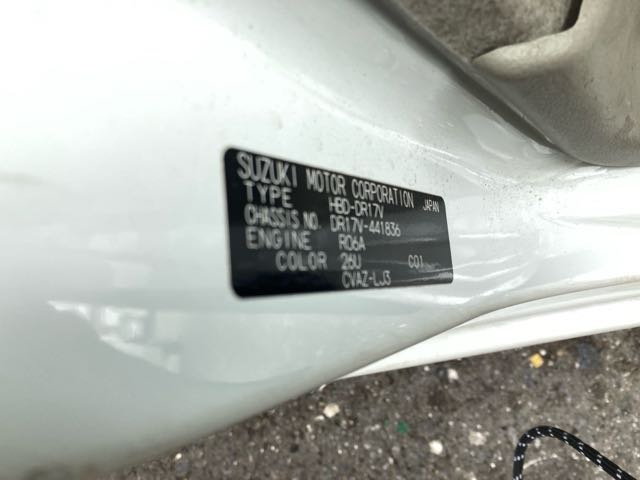 SUZUKI MOTOR CORPORATION JAPAN
TYPE HBD-DR17V
CHASSIS NO. DR17V-441836
ENGINE R06A
COLOR 26U C01
CVAZ-LJ3